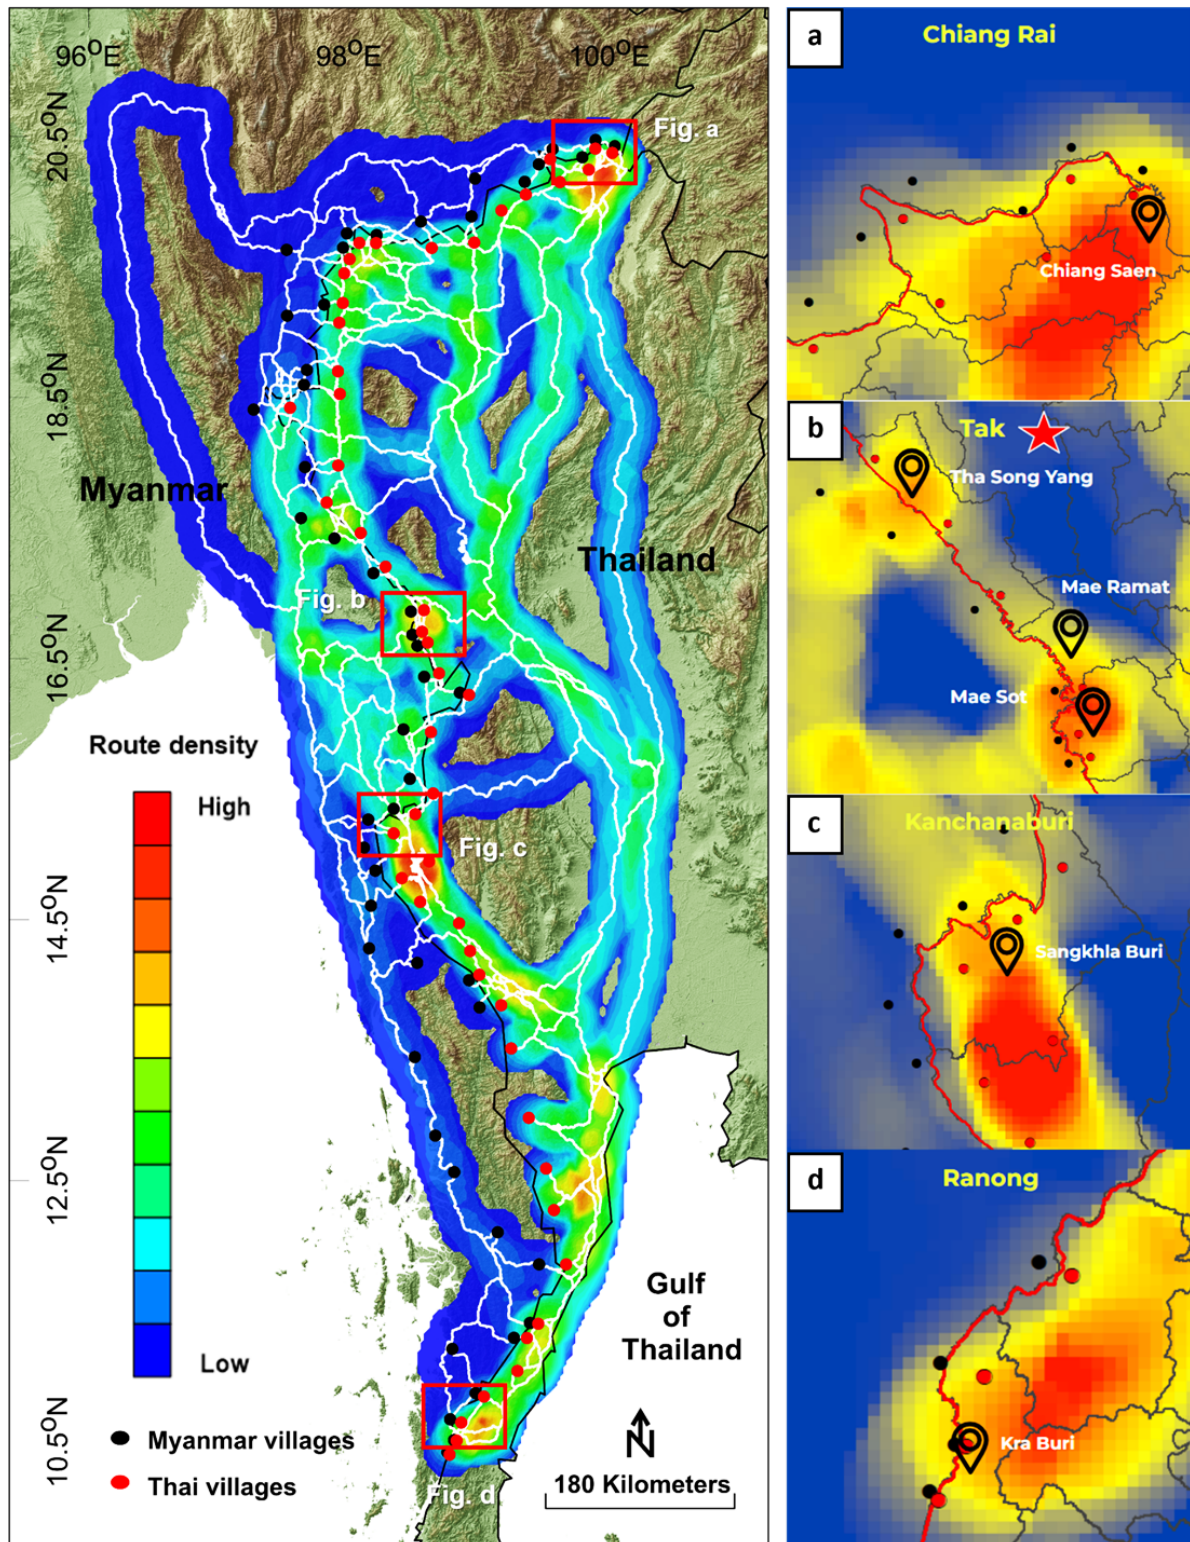 96°E
98°E
100°E
20.5°N
18.5°N
16.5°N
14.5°N
12.5°N
10.5°N
Fig. a
Myanmar
Thailand
Fig. b
Fig. c
Route density
High
Low
Gulf
of
Thailand
N
180 Kilometers
Myanmar villages
Thai villages
Fig. d
a
Chiang Rai
Chiang Saen
b
Tak
Tha Song Yang
Mae Ramat
Mae Sot
c
Kanchanaburi
Sangkhla Buri
d
Ranong
Kra Buri